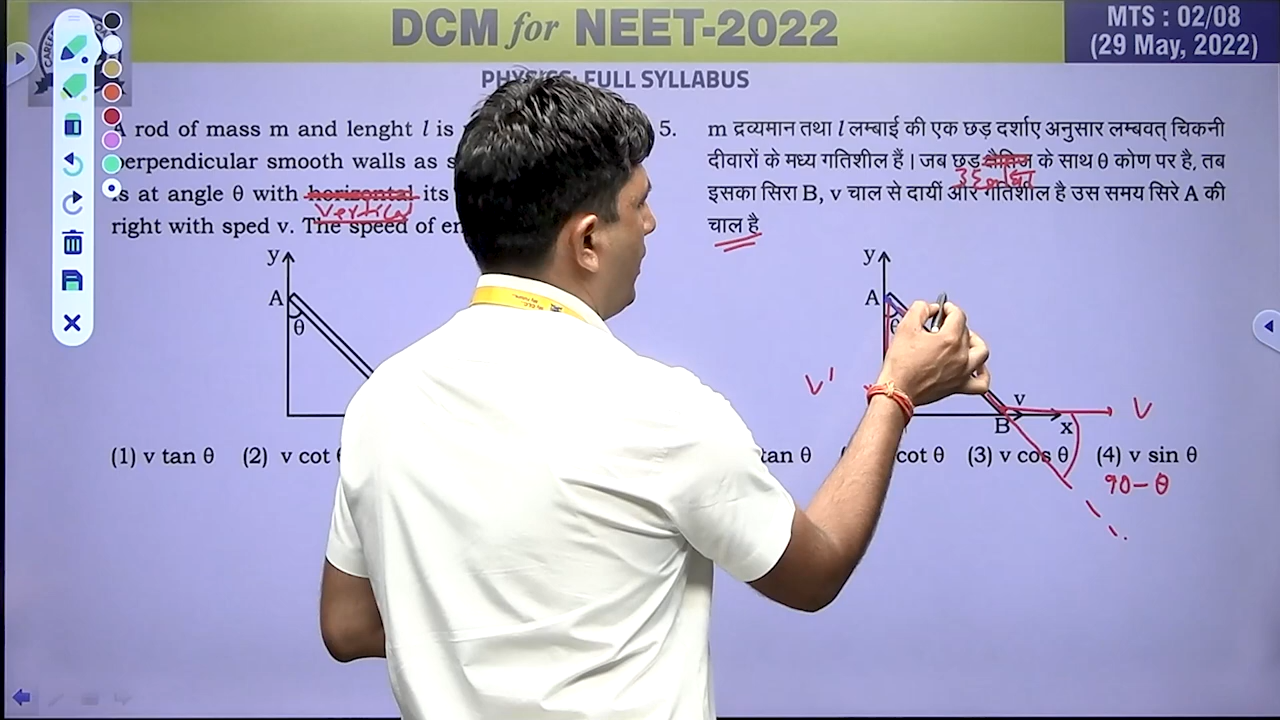 DCM for NEET-2022
MTS : 02/08
(29 May, 2022)
PHYSICS: FULL SYLLABUS
A rod of mass m and lenght l is
perpendicular smooth walls as
is at angle θ with horizontal its
vertical
right with sped v. The speed of
y
A
θ
(1) v tan θ (2) v cot
5. m द्रव्यमान तथा l लम्बाई की एक छड़ दर्शाए अनुसार लम्बवत् चिकनी
दीवारों के मध्य गतिशील हैं। जब छड़ क्षैतिज के साथ θ कोण पर है, तब
इसका सिरा B, v चाल से दायीं ओर गतिशील है उस समय सिरे A की
चाल है
y
A
θ
v'
v
B
x
v
tan θ cot θ (3) v cos θ (4) v sin θ
90-θ